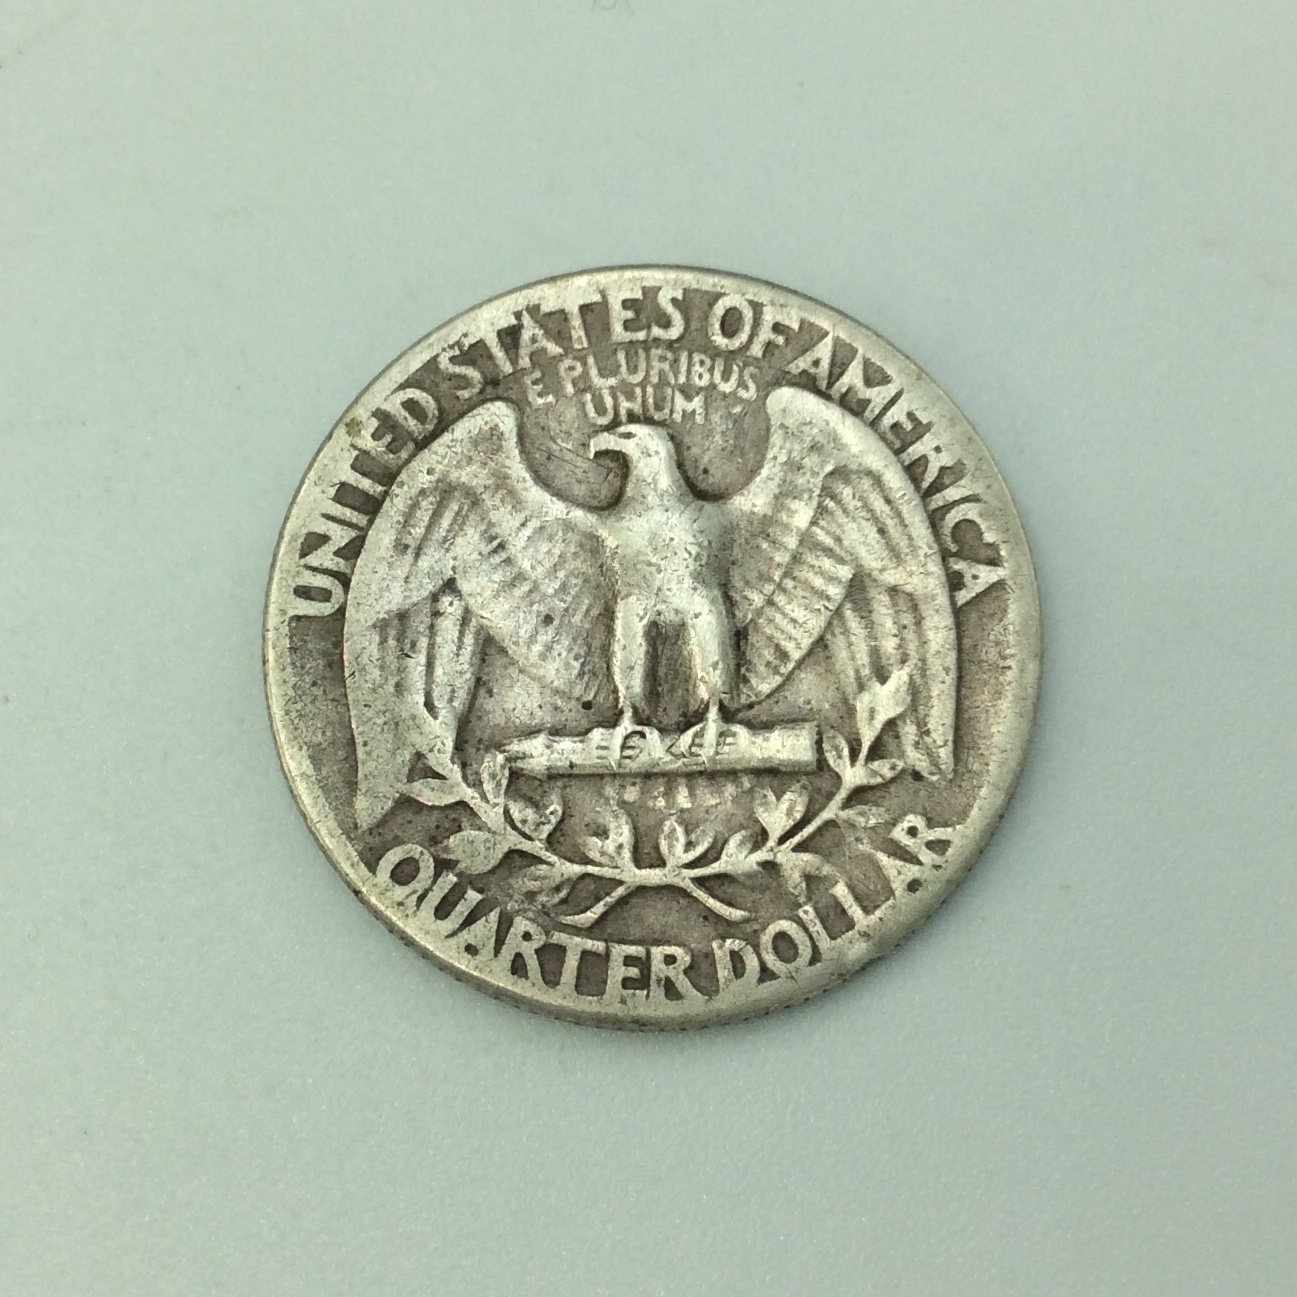 UNITED STATES OF AMERICA
E PLURIBUS
UNUM
QUARTER DOLLAR